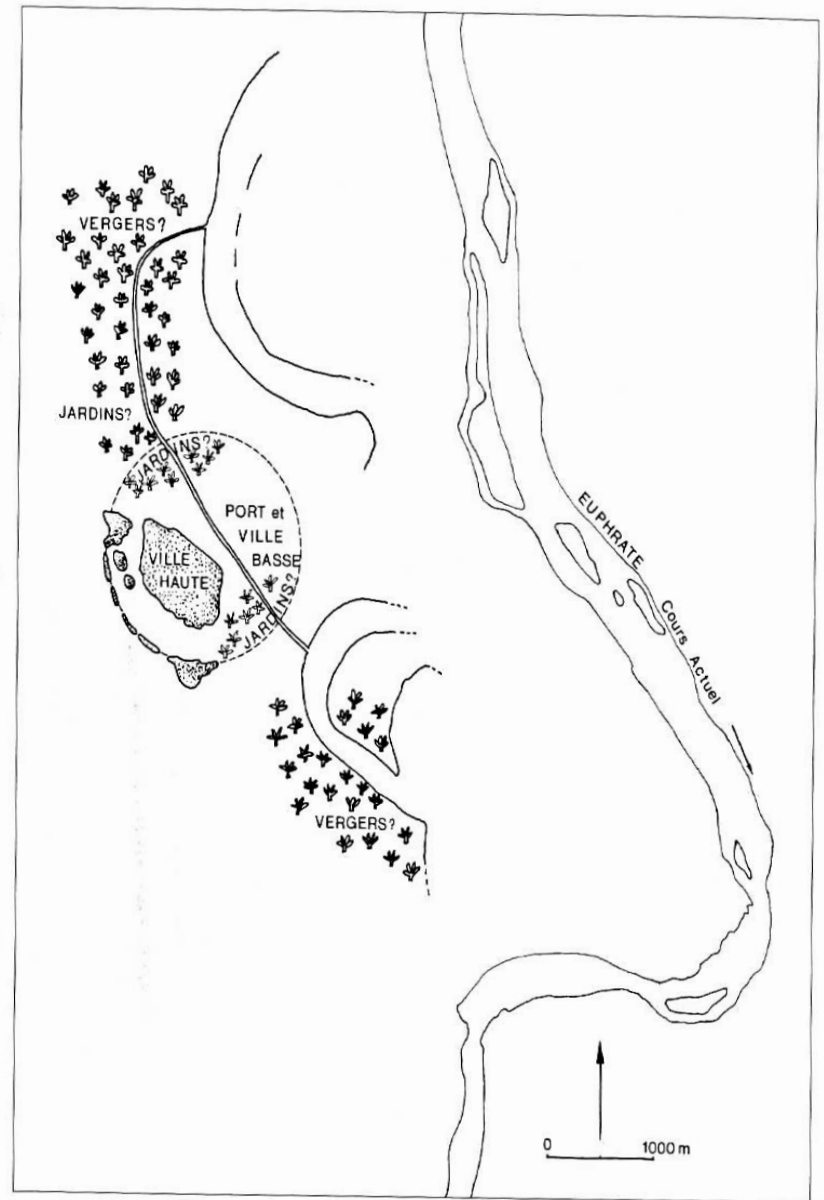 VERGERS?
JARDINS?
JARDINS?
PORT et
VILLE
BASSE
VILLE
HAUTE
JARDINS?
VERGERS?
EUPHRATE
Cours Actuel
0 1000 m